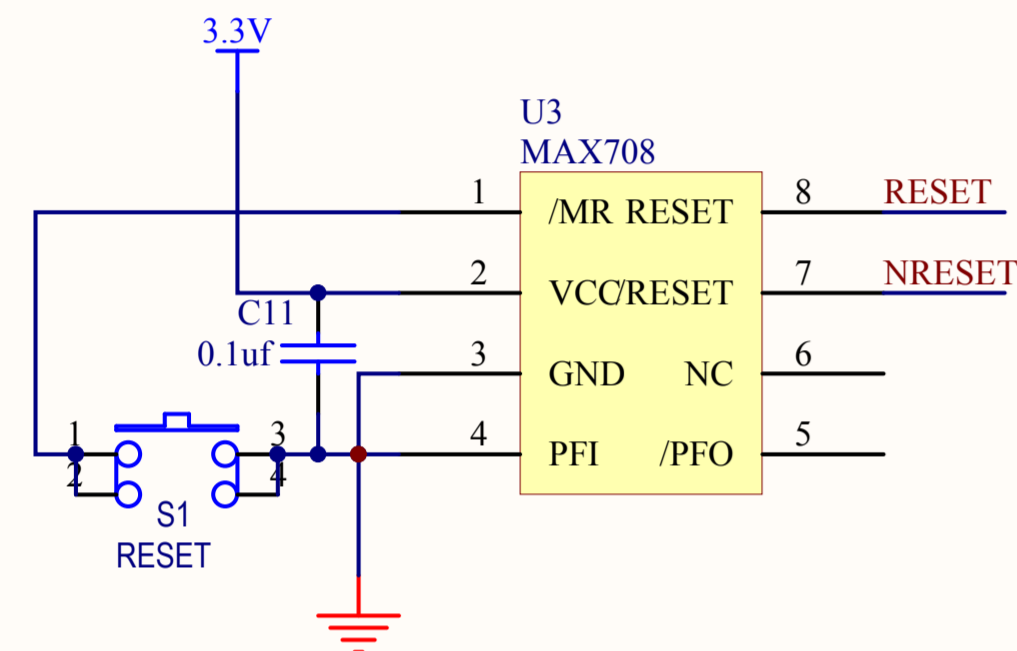 3.3V
U3
MAX708
1 /MR RESET 8 RESET
2 VCC /RESET 7 NRESET
C11
0.1uf
3 GND NC 6
4 PFI /PFO 5
1 3
2 4
S1
RESET